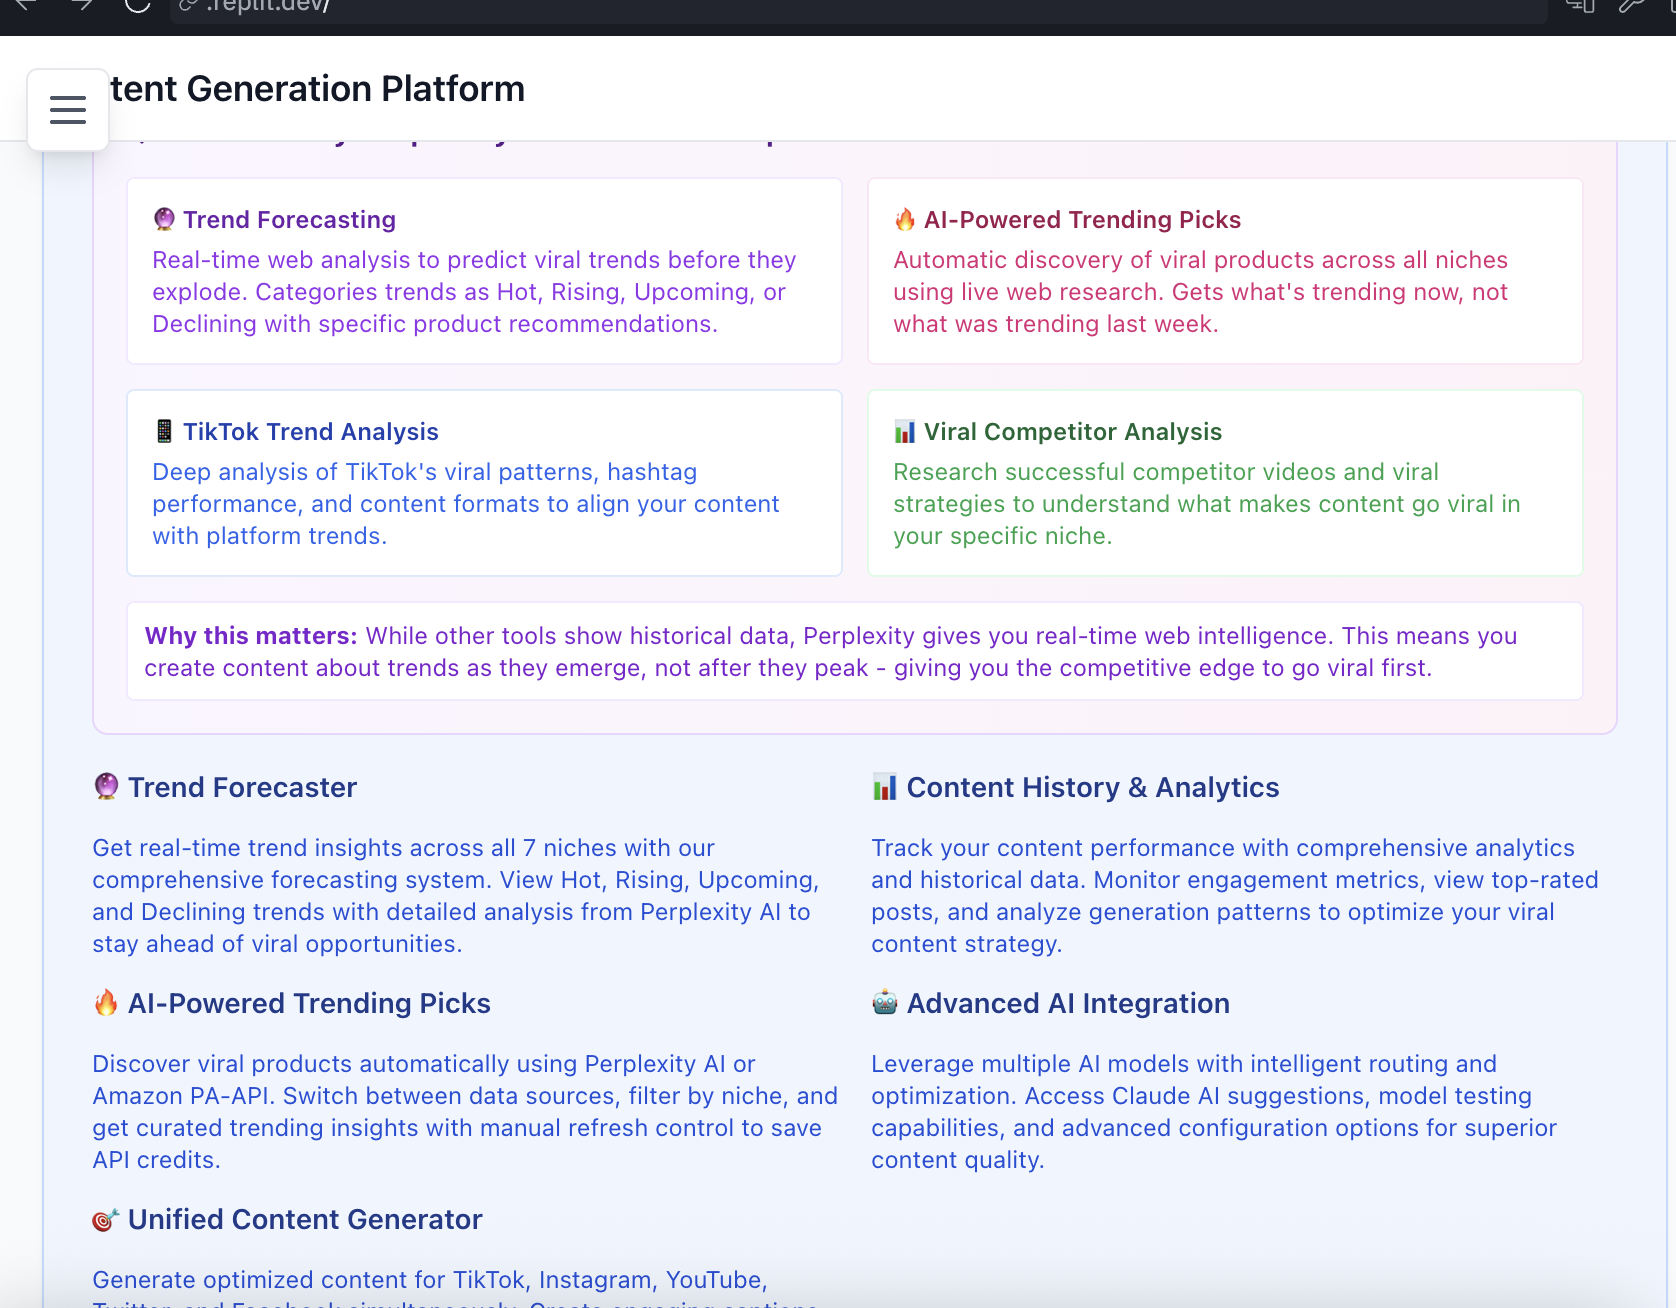 .replit.dev/
tent Generation Platform
🔮 Trend Forecasting
Real-time web analysis to predict viral trends before they
explode. Categories trends as Hot, Rising, Upcoming, or
Declining with specific product recommendations.
🔥 AI-Powered Trending Picks
Automatic discovery of viral products across all niches
using live web research. Gets what's trending now, not
what was trending last week.
📱 TikTok Trend Analysis
Deep analysis of TikTok's viral patterns, hashtag
performance, and content formats to align your content
with platform trends.
📊 Viral Competitor Analysis
Research successful competitor videos and viral
strategies to understand what makes content go viral in
your specific niche.
Why this matters: While other tools show historical data, Perplexity gives you real-time web intelligence. This means you
create content about trends as they emerge, not after they peak - giving you the competitive edge to go viral first.
🔮 Trend Forecaster
Get real-time trend insights across all 7 niches with our
comprehensive forecasting system. View Hot, Rising, Upcoming,
and Declining trends with detailed analysis from Perplexity AI to
stay ahead of viral opportunities.
📊 Content History & Analytics
Track your content performance with comprehensive analytics
and historical data. Monitor engagement metrics, view top-rated
posts, and analyze generation patterns to optimize your viral
content strategy.
🔥 AI-Powered Trending Picks
Discover viral products automatically using Perplexity AI or
Amazon PA-API. Switch between data sources, filter by niche, and
get curated trending insights with manual refresh control to save
API credits.
🤖 Advanced AI Integration
Leverage multiple AI models with intelligent routing and
optimization. Access Claude AI suggestions, model testing
capabilities, and advanced configuration options for superior
content quality.
🎯 Unified Content Generator
Generate optimized content for TikTok, Instagram, YouTube,
Twitter, and Facebook simultaneously. Create engaging captions,